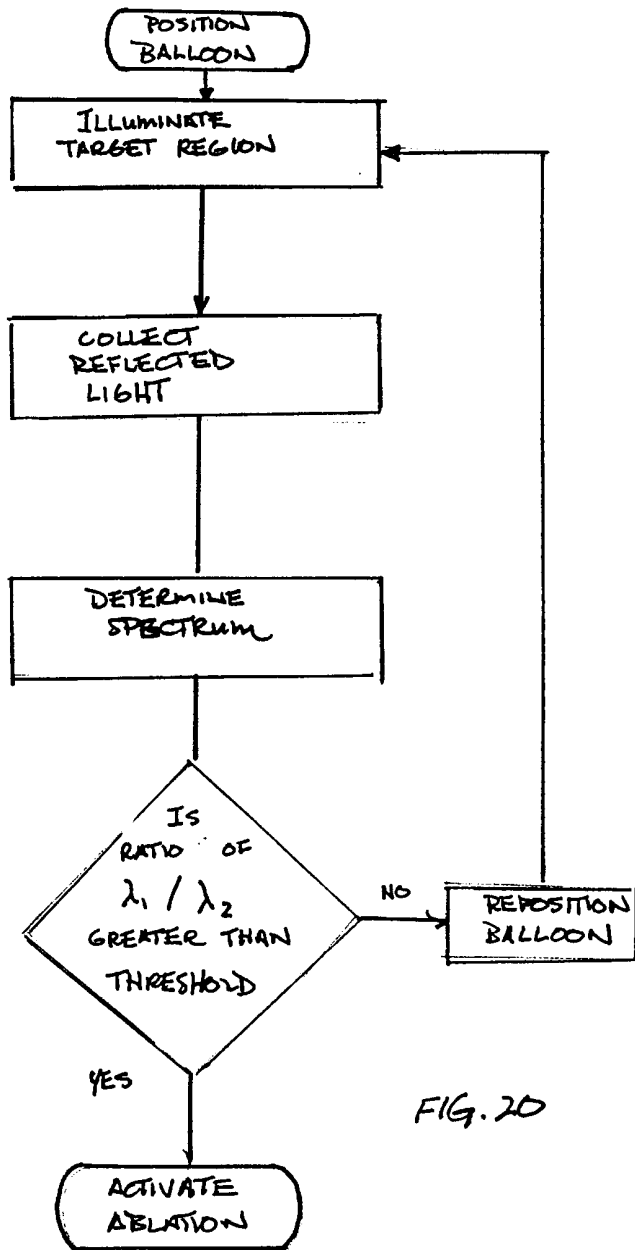 POSITION
BALLOON
ILLUMINATE
TARGET REGION
COLLECT
REFLECTED
LIGHT
DETERMINE
SPECTRUM
IS
RATIO OF
λ₁ / λ₂
GREATER THAN
THRESHOLD
NO
REPOSITION
BALLOON
YES
FIG. 20
ACTIVATE
ABLATION